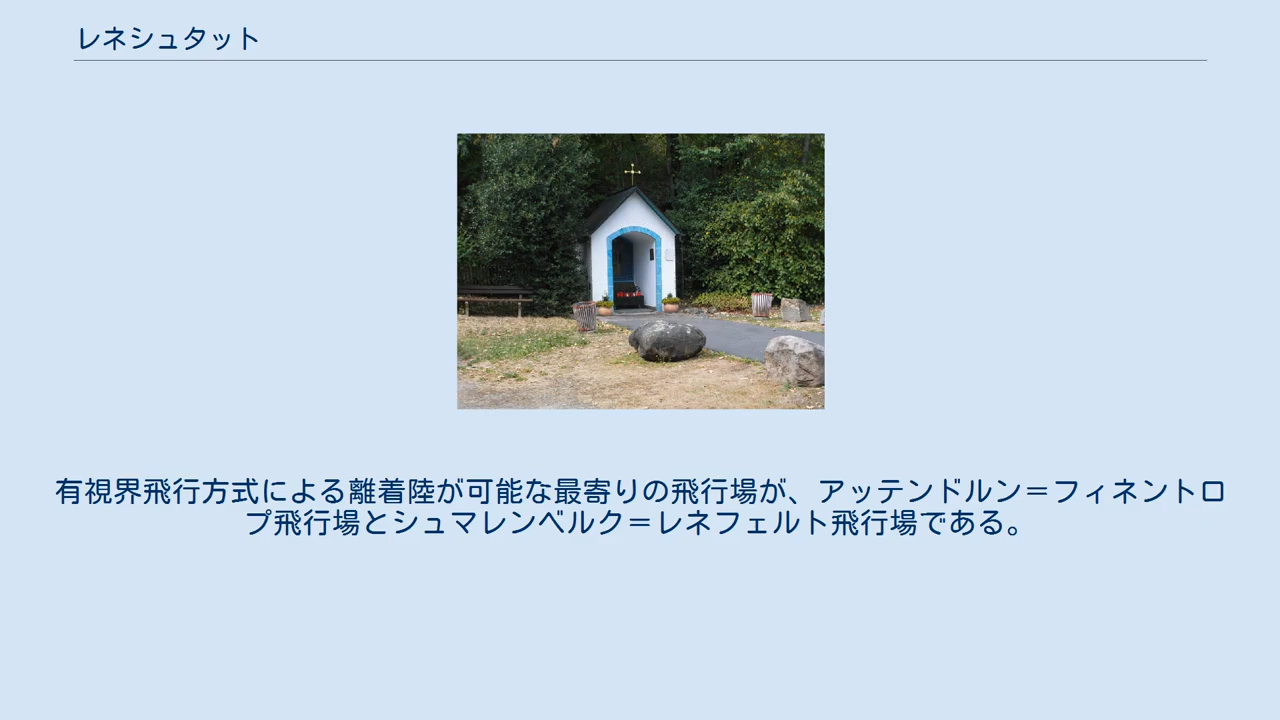 レネシュタット
有視界飛行方式による離着陸が可能な最寄りの飛行場が、アッテンドルン＝フィネントロ
プ飛行場とシュマレンベルク＝レネフェルト飛行場である。